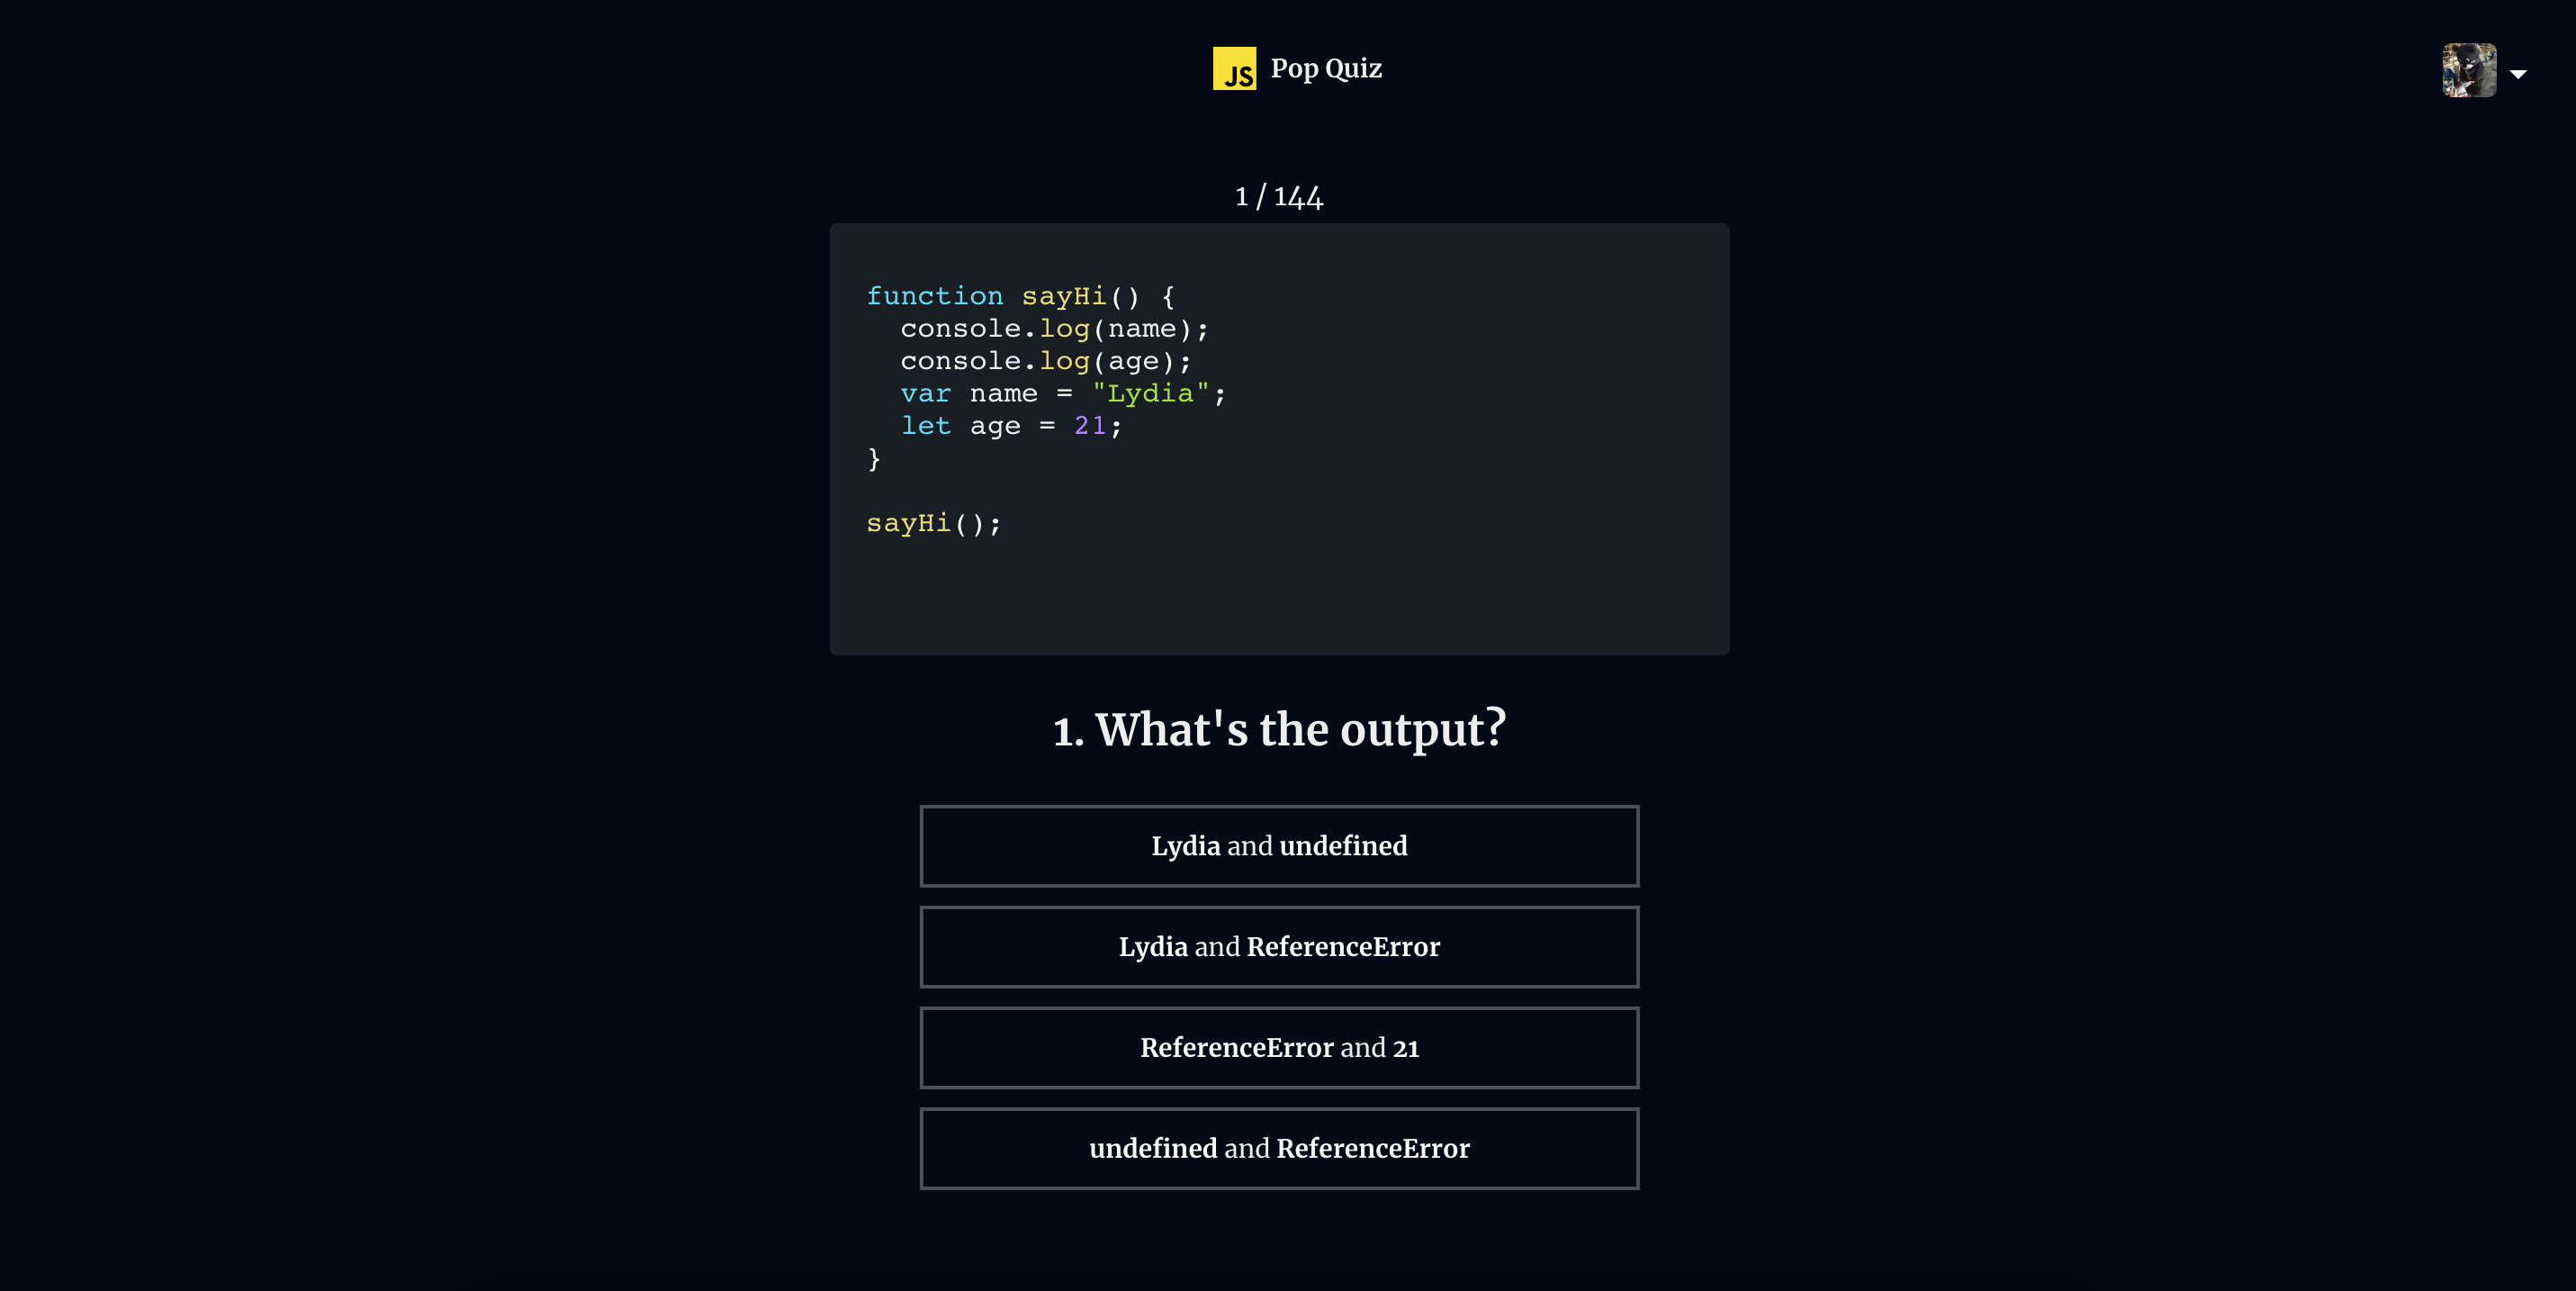 JS Pop Quiz
1 / 144
function sayHi() {
  console.log(name);
  console.log(age);
  var name = "Lydia";
  let age = 21;
}
sayHi();
1. What's the output?
Lydia and undefined
Lydia and ReferenceError
ReferenceError and 21
undefined and ReferenceError